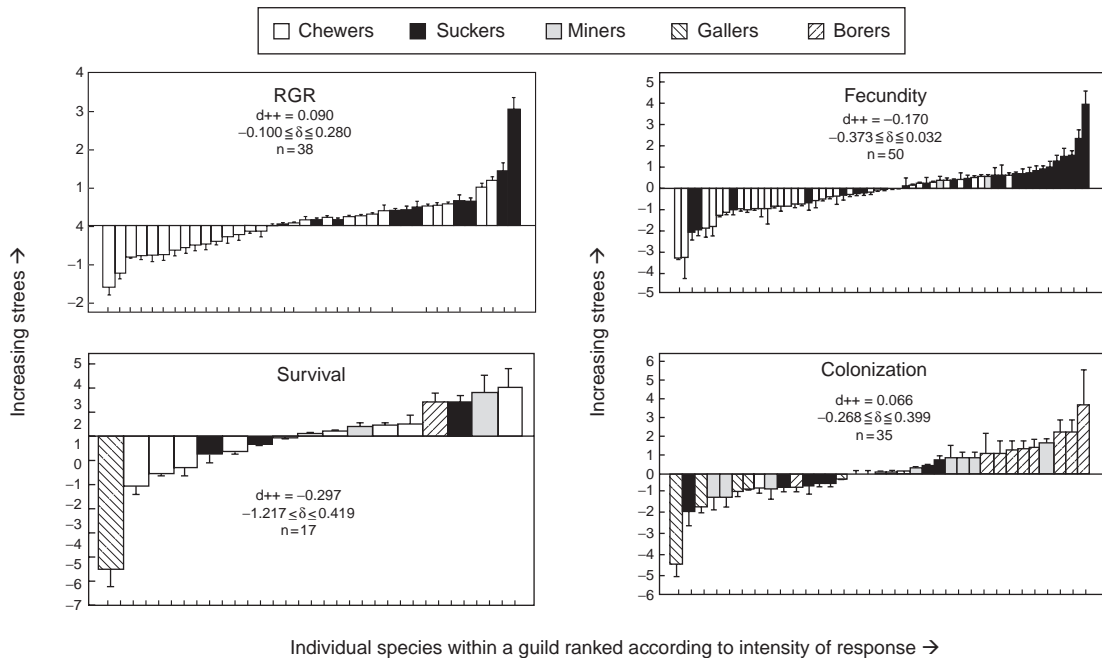 Chewers Suckers Miners Gallers Borers
Increasing strees →
4
3
2
1
0
−1
−2
RGR
d++ = 0.090
−0.100≦δ≦0.280
n=38
Increasing strees →
5
4
3
2
1
0
−1
−2
−3
−4
−5
Fecundity
d++ = −0.170
−0.373≦δ≦0.032
n=50
5
4
3
2
1
0
−1
−2
−3
−4
−5
−6
−7
Survival
d++ = −0.297
−1.217≤δ≤0.419
n=17
6
5
4
3
2
1
0
−1
−2
−3
−4
−5
−6
Colonization
d++ = 0.066
−0.268≦δ≦0.399
n=35
Individual species within a guild ranked according to intensity of response →